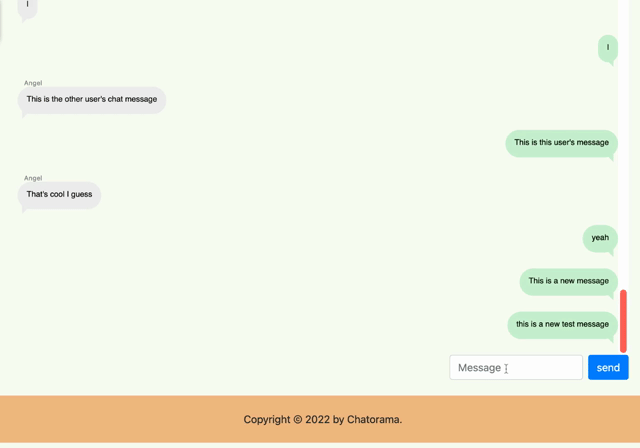 l
l
Angel
This is the other user's chat message
This is this user's message
Angel
That's cool I guess
yeah
This is a new message
this is a new test message
Message
send
Copyright © 2022 by Chatorama.